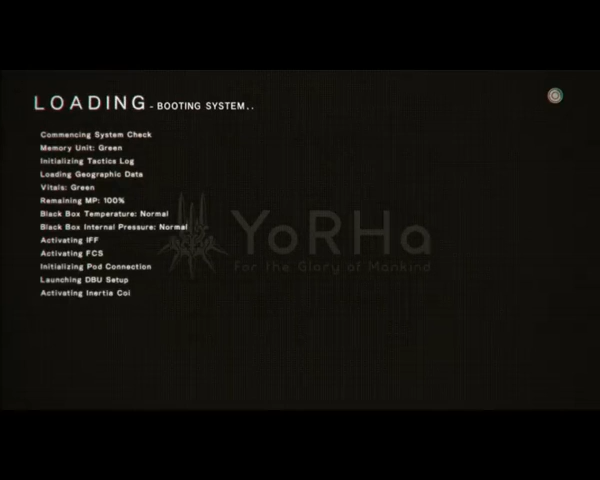 LOADING - BOOTING SYSTEM..
Commencing System Check
Memory Unit: Green
Initializing Tactics Log
Loading Geographic Data
Vitals: Green
Remaining MP: 100%
Black Box Temperature: Normal
Black Box Internal Pressure: Normal
Activating IFF
Activating FCS
Initializing Pod Connection
Launching DBU Setup
Activating Inertia Coi
YoRHa
For the Glory of Mankind